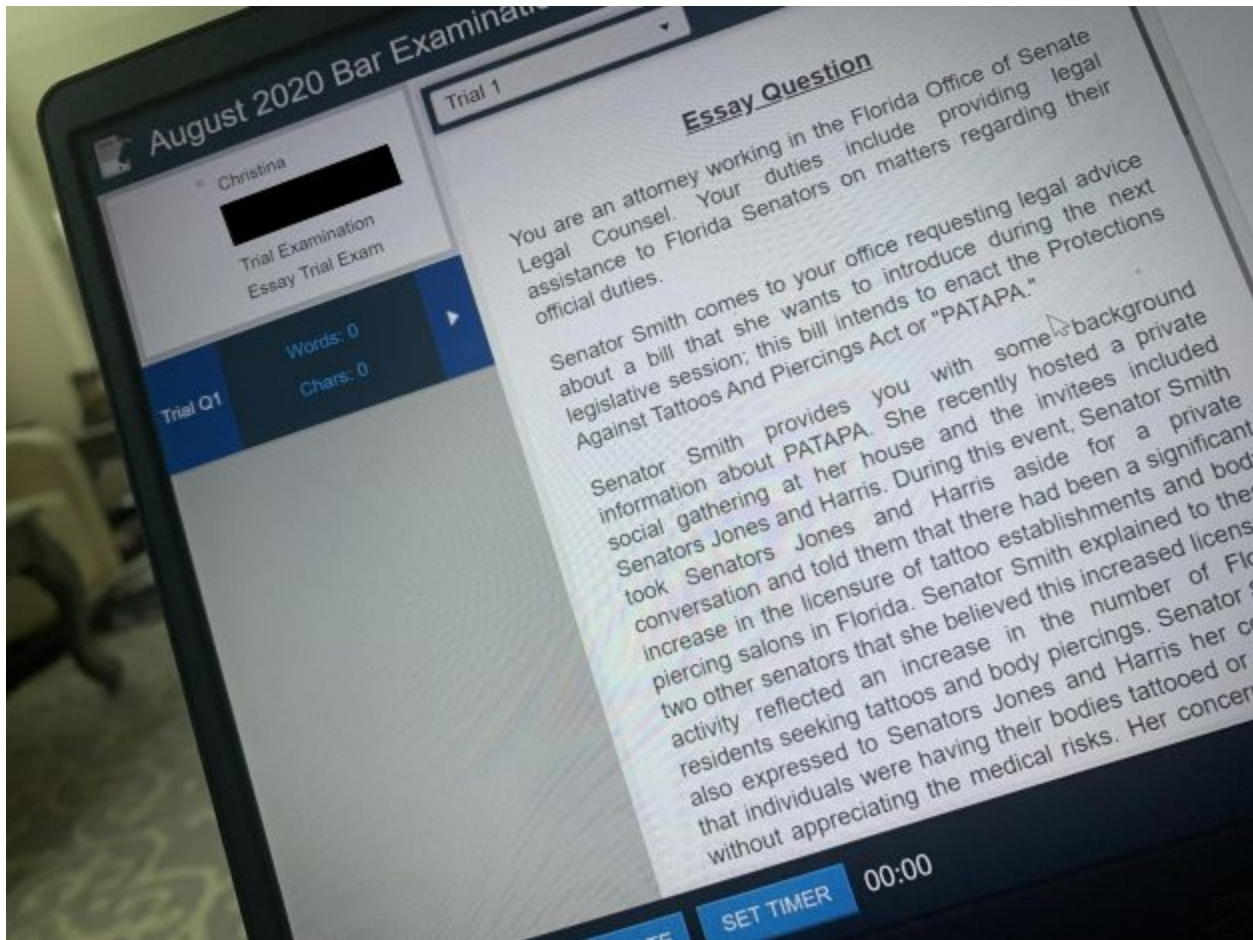 August 2020 Bar Examinatio
Christina
Trial Examination
Essay Trial Exam
Trial Q1
Words: 0
Chars: 0
Trial 1
Essay Question
You are an attorney working in the Florida Office of Senate
Legal Counsel. Your duties include providing legal
assistance to Florida Senators on matters regarding their
official duties.
Senator Smith comes to your office requesting legal advice
about a bill that she wants to introduce during the next
legislative session; this bill intends to enact the Protections
Against Tattoos And Piercings Act or "PATAPA."
Senator Smith provides you with some background
information about PATAPA. She recently hosted a private
social gathering at her house and the invitees included
Senators Jones and Harris. During this event, Senator Smith
took Senators Jones and Harris aside for a private
conversation and told them that there had been a significant
increase in the licensure of tattoo establishments and body
piercing salons in Florida. Senator Smith explained to the
two other senators that she believed this increased licens
activity reflected an increase in the number of Flo
residents seeking tattoos and body piercings. Senator
also expressed to Senators Jones and Harris her co
that individuals were having their bodies tattooed or
without appreciating the medical risks. Her concern
SET TIMER
00:00